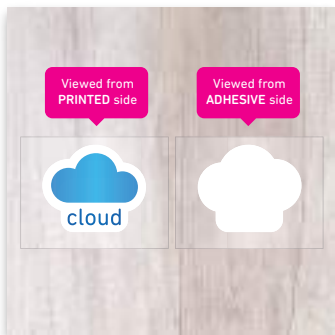 Viewed from
PRINTED side
Viewed from
ADHESIVE side
cloud